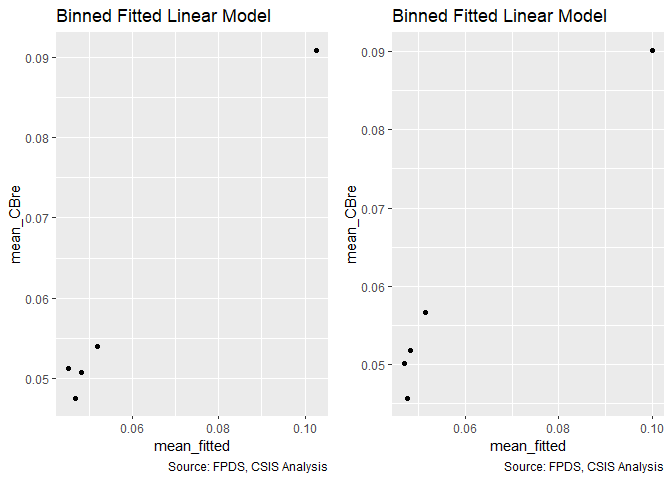 Binned Fitted Linear Model
0.09
0.08
0.07
0.06
0.05
mean_CBre
0.06
0.08
0.10
mean_fitted
Source: FPDS, CSIS Analysis
Binned Fitted Linear Model
0.09
0.08
0.07
0.06
0.05
mean_CBre
0.06
0.08
0.10
mean_fitted
Source: FPDS, CSIS Analysis